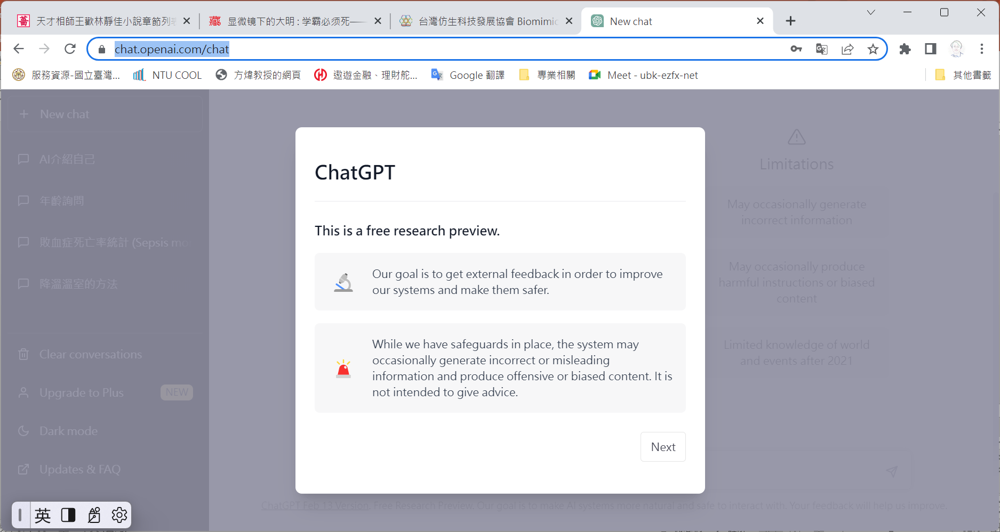 天才相師王歡林靜佳小說章節列表
显微镜下的大明 : 学霸必须死——
台灣仿生科技發展協會 Biomimic
New chat
chat.openai.com/chat
服務資源-國立臺灣...
NTU COOL
方煒教授的網頁
遨遊金融、理財舵...
Google 翻譯
專業相關
Meet - ubk-ezfx-net
其他書籤
New chat
AI介紹自己
年齡詢問
敗血症死亡率統計 (Sepsis mor
降溫溫室的方法
Clear conversations
Upgrade to Plus
NEW
Dark mode
Updates & FAQ
ChatGPT
This is a free research preview.
Our goal is to get external feedback in order to improve
our systems and make them safer.
While we have safeguards in place, the system may
occasionally generate incorrect or misleading
information and produce offensive or biased content. It is
not intended to give advice.
Next
Limitations
May occasionally generate
incorrect information
May occasionally produce
harmful instructions or biased
content
Limited knowledge of world
and events after 2021
ChatGPT Feb 13 Version. Free Research Preview. Our goal is to make AI systems more natural and safe to interact with. Your feedback will help us improve.
英